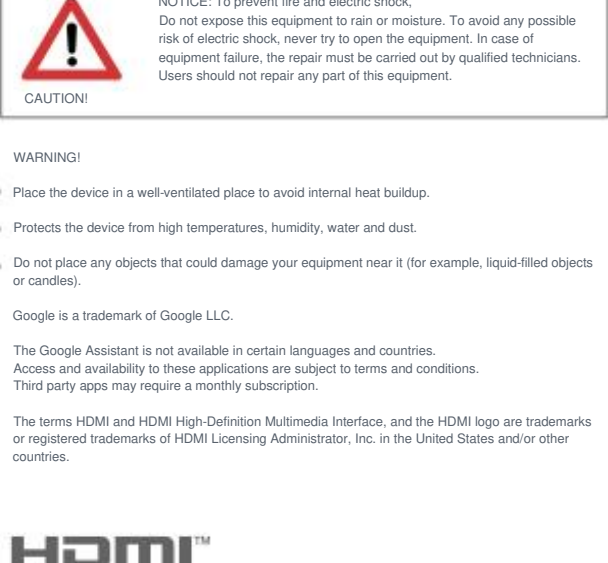 NOTICE: To prevent fire and electric shock,
Do not expose this equipment to rain or moisture. To avoid any possible
risk of electric shock, never try to open the equipment. In case of
equipment failure, the repair must be carried out by qualified technicians.
Users should not repair any part of this equipment.
CAUTION!
WARNING!
Place the device in a well-ventilated place to avoid internal heat buildup.
Protects the device from high temperatures, humidity, water and dust.
Do not place any objects that could damage your equipment near it (for example, liquid-filled objects
or candles).
Google is a trademark of Google LLC.
The Google Assistant is not available in certain languages and countries.
Access and availability to these applications are subject to terms and conditions.
Third party apps may require a monthly subscription.
The terms HDMI and HDMI High-Definition Multimedia Interface, and the HDMI logo are trademarks
or registered trademarks of HDMI Licensing Administrator, Inc. in the United States and/or other
countries.
HDMI™